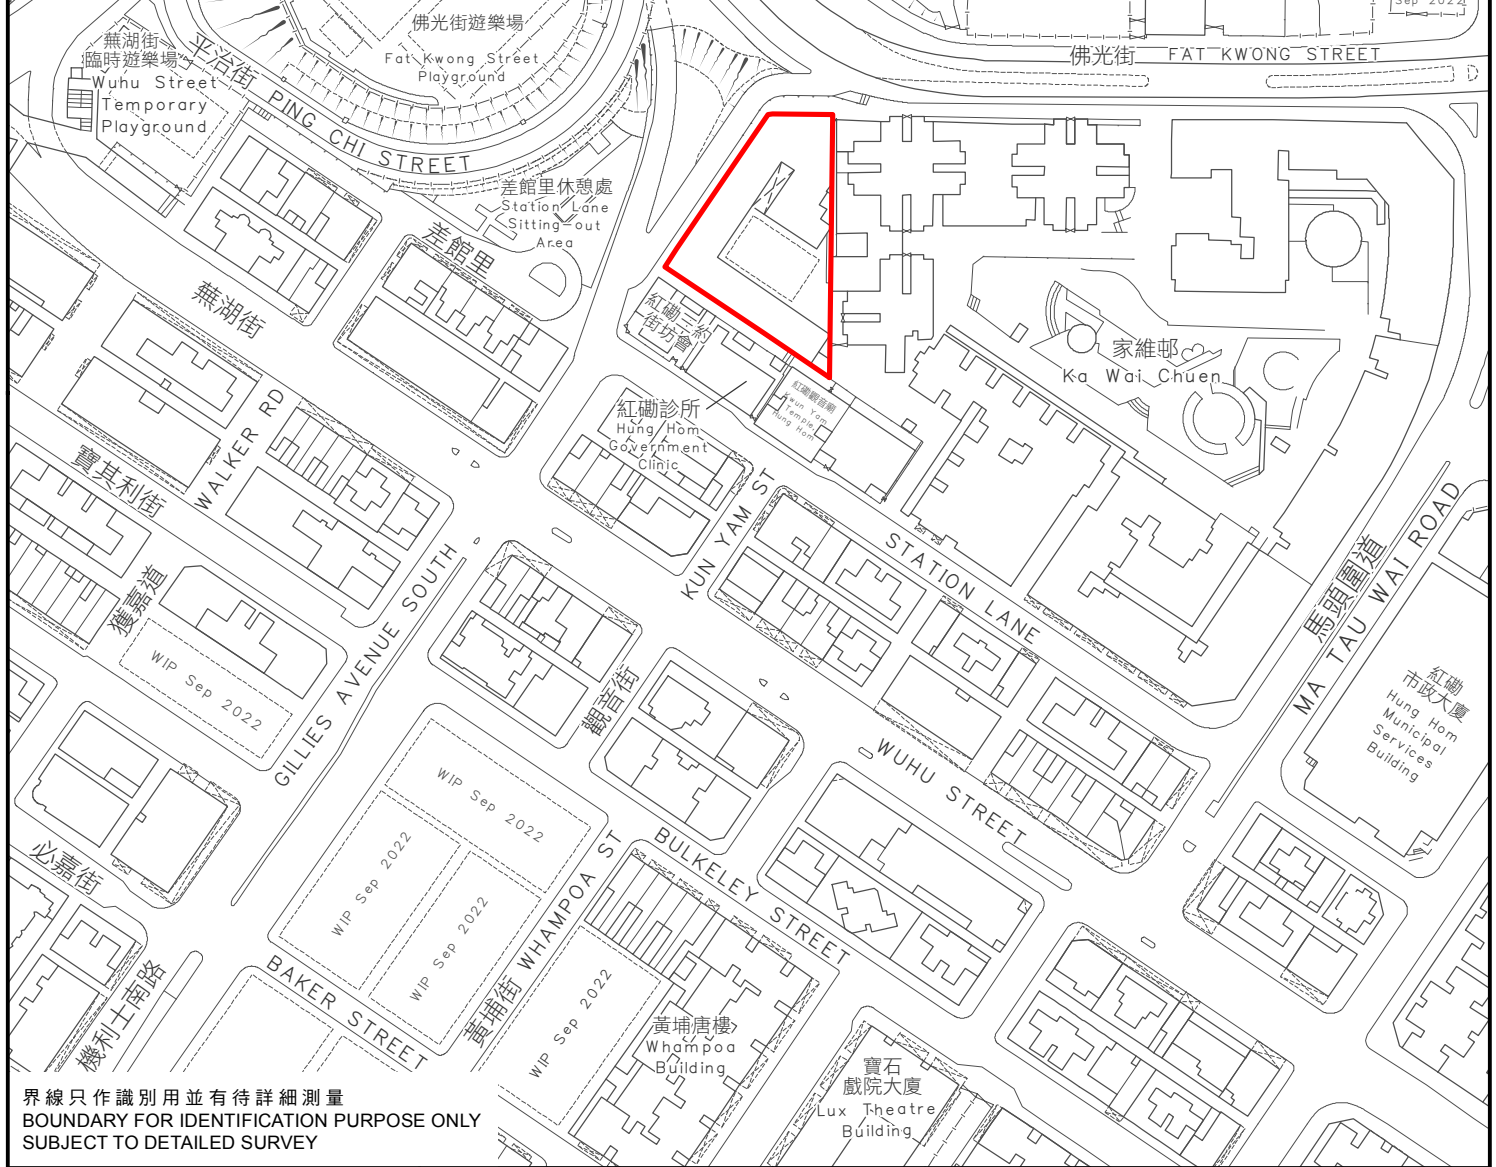 佛光街遊樂場
Fat Kwong Street
Playground
Sep 2022
蕪湖街
臨時遊樂場
Wuhu Street
Temporary
Playground
平治街 PING CHI STREET
佛光街 FAT KWONG STREET
差館里休憩處
Station Lane
Sitting-out
Area
差館里
蕪湖街
紅磡三約
街坊會
家維邨
Ka Wai Chuen
紅磡觀音廟
Kwun Yam
Temple,
Hung Hom
紅磡診所
Hung Hom
Government
Clinic
WALKER RD
寶其利街
KUN YAM ST
STATION LANE
馬頭圍道
MA TAU WAI ROAD
獲嘉道
GILLIES AVENUE SOUTH
WIP Sep 2022
觀音街
紅磡
市政大廈
Hung Hom
Municipal
Services
Building
WUHU STREET
WIP Sep 2022
WIP Sep 2022
WIP Sep 2022
BULKELEY STREET
必嘉街
黃埔街 WHAMPOA ST
WIP Sep 2022
BAKER STREET
機利士南路
黃埔唐樓
Whampoa
Building
寶石
戲院大廈
Lux Theatre
Building
界線只作識別用並有待詳細測量
BOUNDARY FOR IDENTIFICATION PURPOSE ONLY
SUBJECT TO DETAILED SURVEY